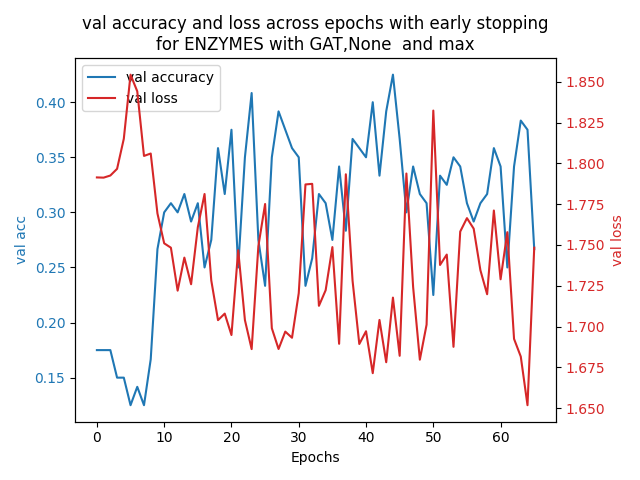 val accuracy and loss across epochs with early stopping
for ENZYMES with GAT,None  and max
val accuracy
val loss
0.40
0.35
0.30
0.25
0.20
0.15
val acc
1.850
1.825
1.800
1.775
1.750
1.725
1.700
1.675
1.650
val loss
0 10 20 30 40 50 60
Epochs